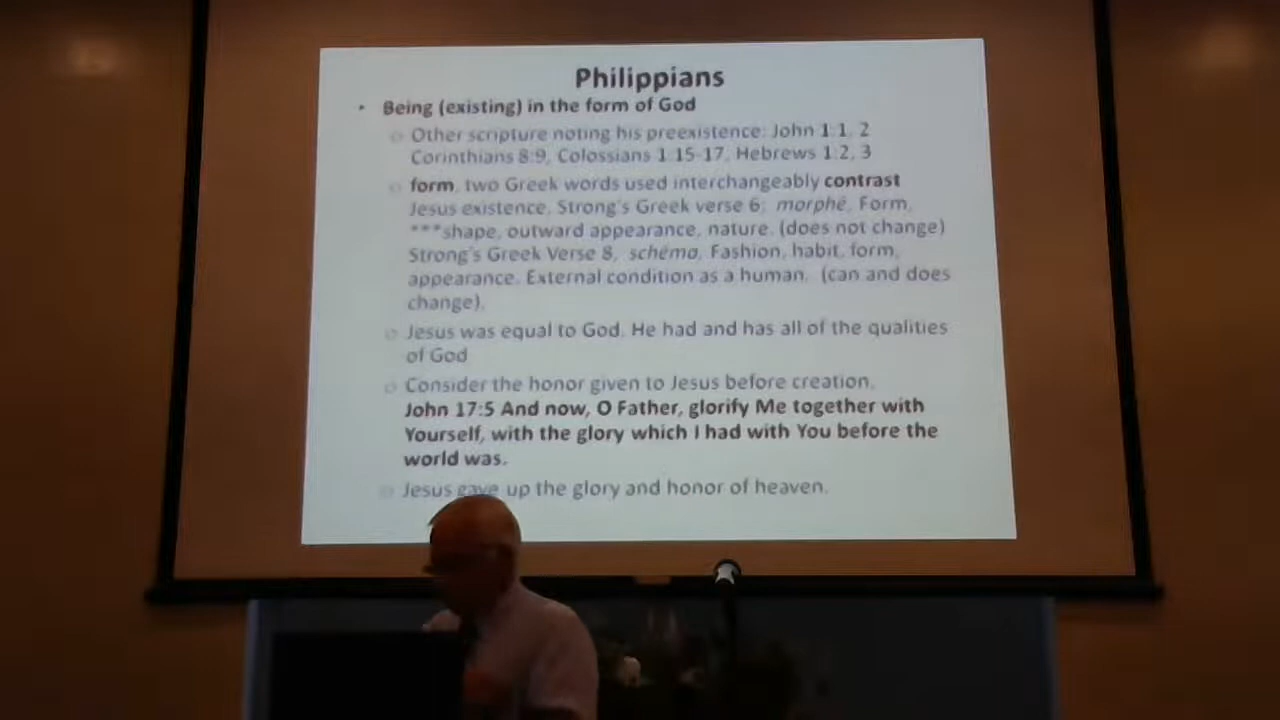 Philippians
• Being (existing) in the form of God
o Other scripture noting his preexistence: John 1:1, 2
Corinthians 8:9, Colossians 1:15-17, Hebrews 1:2, 3
o form, two Greek words used interchangeably contrast
Jesus existence. Strong's Greek verse 6; morphé, Form,
***shape, outward appearance, nature. (does not change)
Strong's Greek Verse 8, schéma, Fashion, habit, form,
appearance. External condition as a human. (can and does
change).
o Jesus was equal to God. He had and has all of the qualities
of God
o Consider the honor given to Jesus before creation.
John 17:5 And now, O Father, glorify Me together with
Yourself, with the glory which I had with You before the
world was.
o Jesus gave up the glory and honor of heaven.